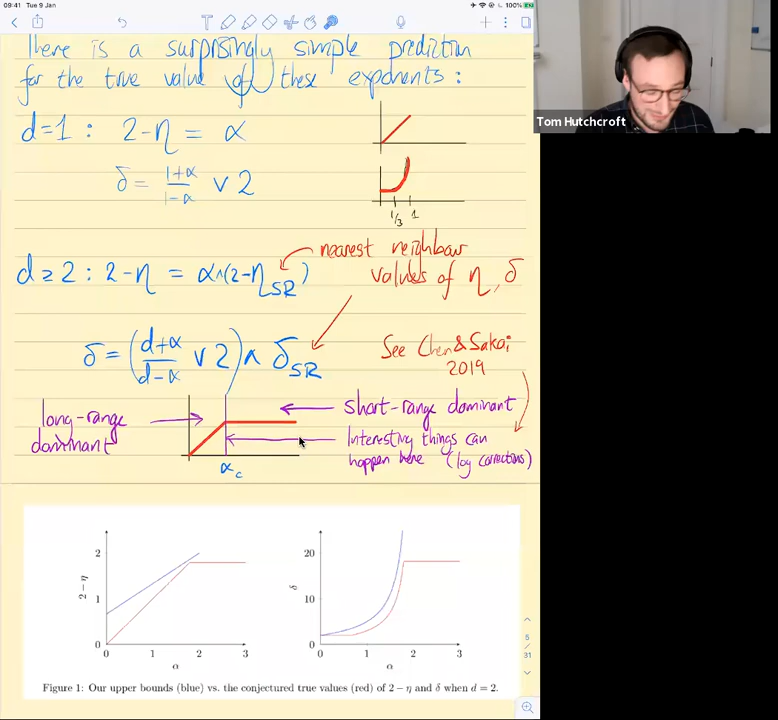 09:41 Tue 9 Jan
100%
There is a surprisingly simple prediction
for the true value of these exponents:
Tom Hutchcroft
d=1: 2-η = α
δ = 1+α/1-α ∨ 2
1/3 1
nearest neighbour
values of η, δ
d≥2: 2-η = α∧(2-η_SR)
δ = (d+α/d-α ∨ 2) ∧ δ_SR
See Chen & Sakai
2019
long-range
dominant
short-range dominant
Interesting things can
happen here (log corrections)
α_c
2
1
0
2 - η
0 1 2 3
α
20
10
0
δ
0 1 2 3
α
5
/
31
Figure 1: Our upper bounds (blue) vs. the conjectured true values (red) of 2 − η and δ when d = 2.